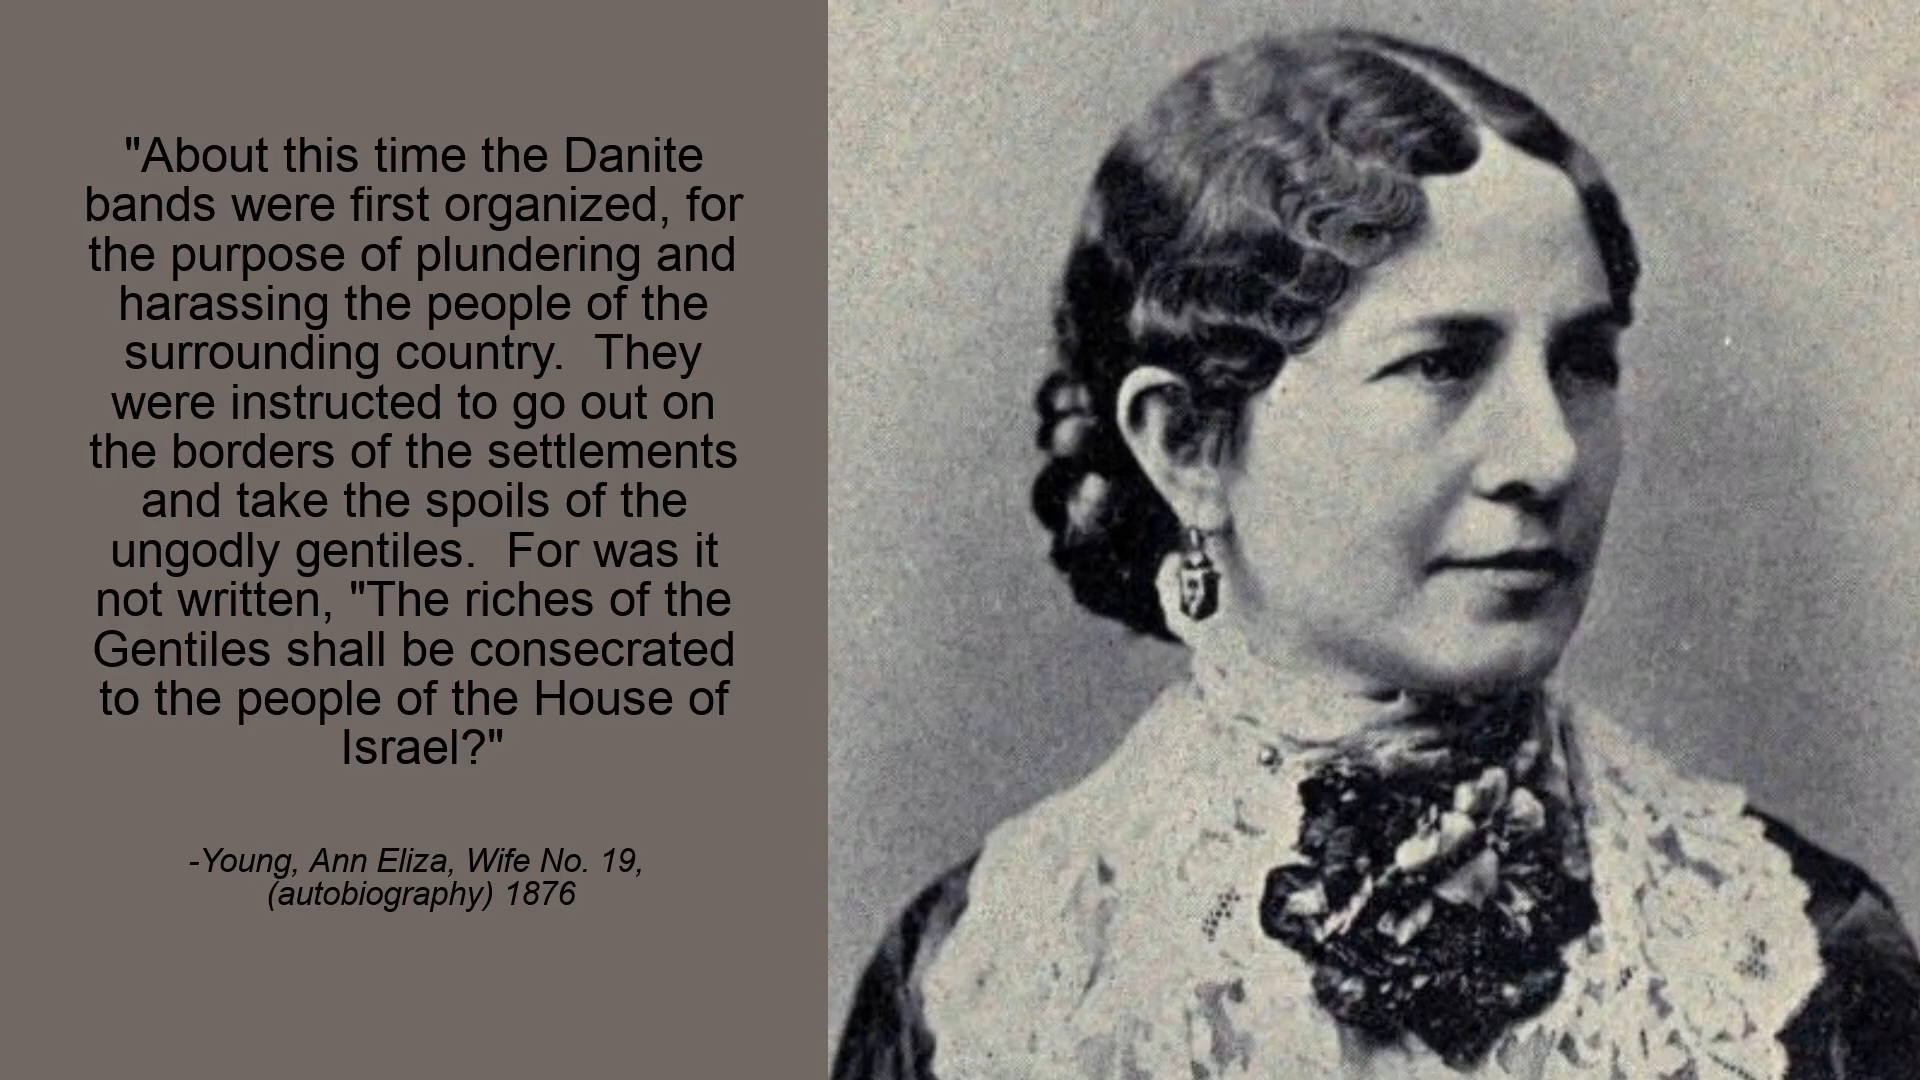 "About this time the Danite
bands were first organized, for
the purpose of plundering and
harassing the people of the
surrounding country.  They
were instructed to go out on
the borders of the settlements
and take the spoils of the
ungodly gentiles.  For was it
not written, "The riches of the
Gentiles shall be consecrated
to the people of the House of
Israel?"
-Young, Ann Eliza, Wife No. 19,
(autobiography) 1876